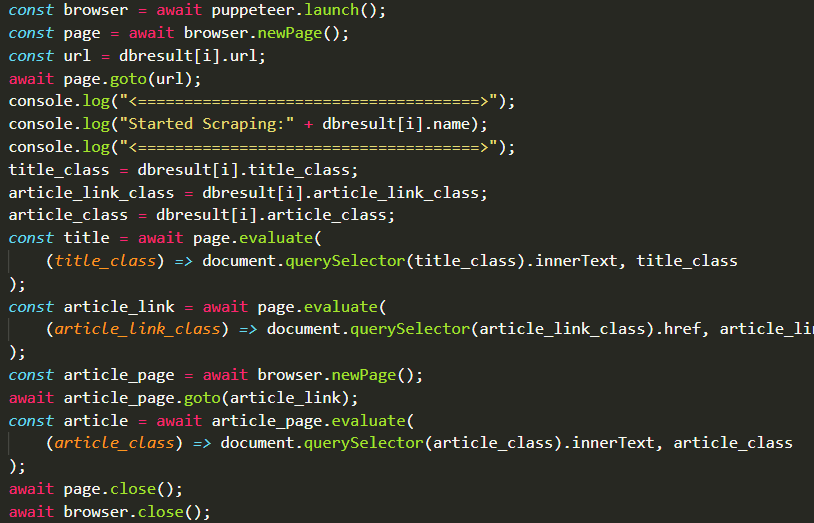 const browser = await puppeteer.launch();
const page = await browser.newPage();
const url = dbresult[i].url;
await page.goto(url);
console.log("<=====================================>");
console.log("Started Scraping:" + dbresult[i].name);
console.log("<=====================================>");
title_class = dbresult[i].title_class;
article_link_class = dbresult[i].article_link_class;
article_class = dbresult[i].article_class;
const title = await page.evaluate(
    (title_class) => document.querySelector(title_class).innerText, title_class
);
const article_link = await page.evaluate(
    (article_link_class) => document.querySelector(article_link_class).href, article_li
);
const article_page = await browser.newPage();
await article_page.goto(article_link);
const article = await article_page.evaluate(
    (article_class) => document.querySelector(article_class).innerText, article_class
);
await page.close();
await browser.close();